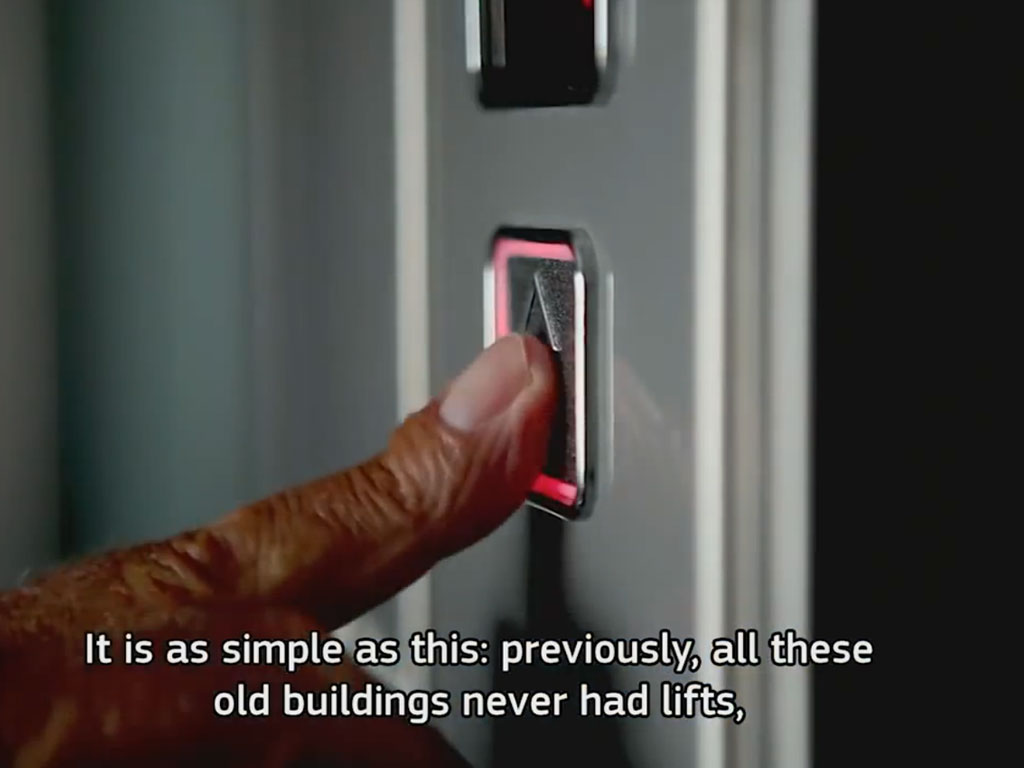 It is as simple as this: previously, all these
old buildings never had lifts,